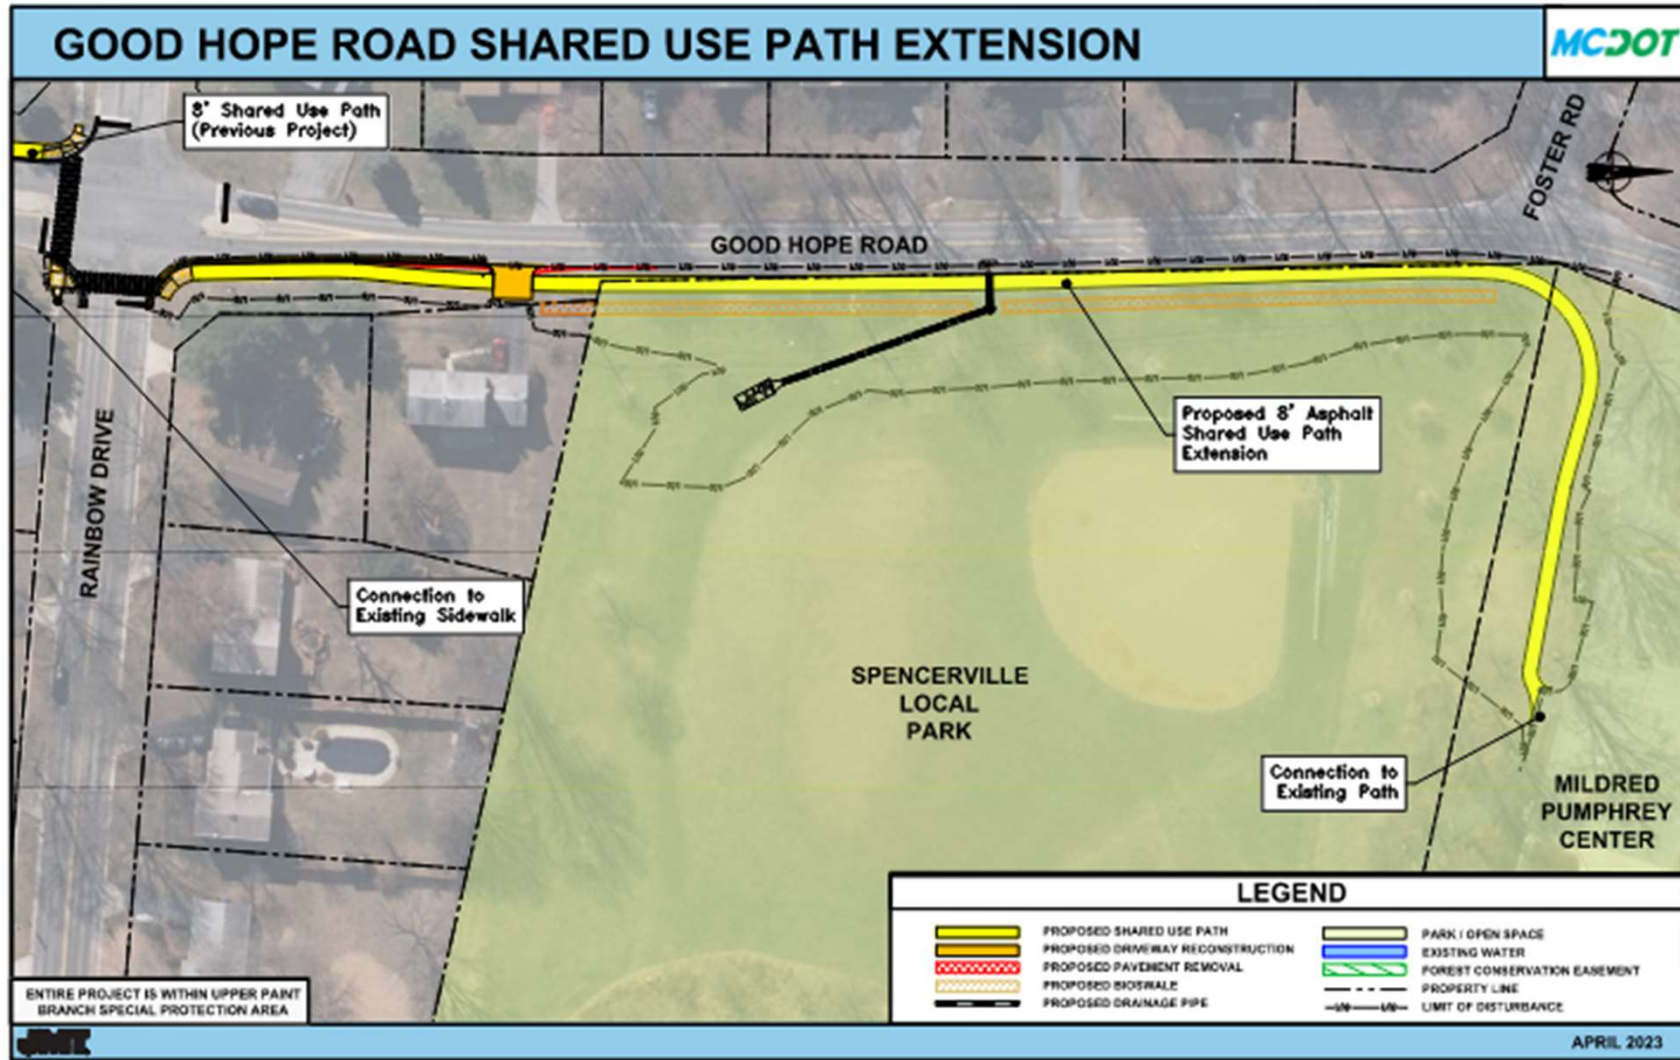 GOOD HOPE ROAD SHARED USE PATH EXTENSION
MCDOT
8' Shared Use Path
(Previous Project)
FOSTER RD
GOOD HOPE ROAD
Proposed 8' Asphalt
Shared Use Path
Extension
RAINBOW DRIVE
Connection to
Existing Sidewalk
SPENCERVILLE
LOCAL
PARK
Connection to
Existing Path
MILDRED
PUMPHREY
CENTER
LEGEND
PROPOSED SHARED USE PATH
PROPOSED DRIVEWAY RECONSTRUCTION
PROPOSED PAVEMENT REMOVAL
PROPOSED BIOSWALE
PROPOSED DRAINAGE PIPE
PARK / OPEN SPACE
EXISTING WATER
FOREST CONSERVATION EASEMENT
PROPERTY LINE
LIMIT OF DISTURBANCE
ENTIRE PROJECT IS WITHIN UPPER PAINT
BRANCH SPECIAL PROTECTION AREA
APRIL 2023